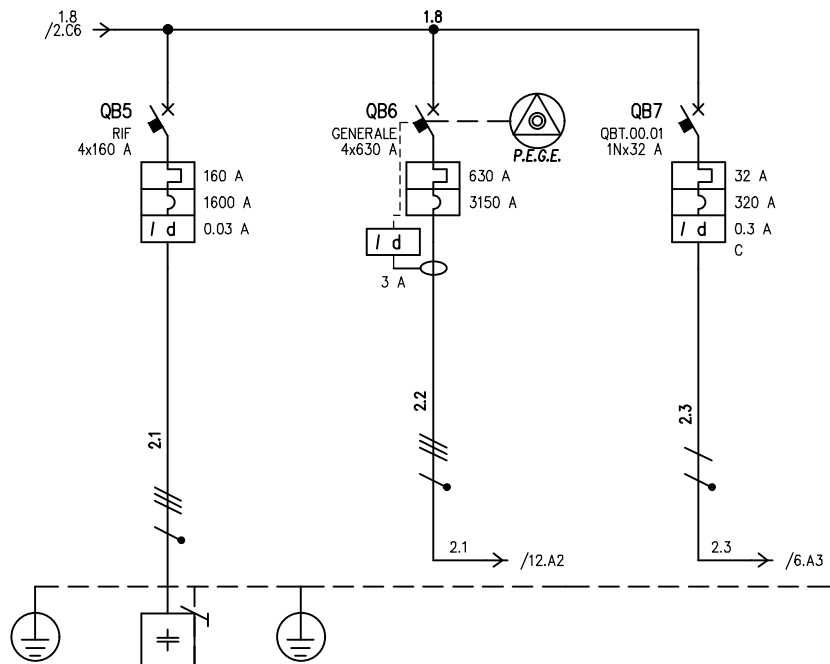 1.8
/2.C6
1.8
QB5
RIF
4x160 A
160 A
1600 A
I d
0.03 A
QB6
GENERALE
4x630 A
P.E.G.E.
630 A
3150 A
I d
3 A
QB7
QBT.00.01
1Nx32 A
32 A
320 A
I d
0.3 A
C
2.1
2.2
2.3
2.1
/12.A2
2.3
/6.A3